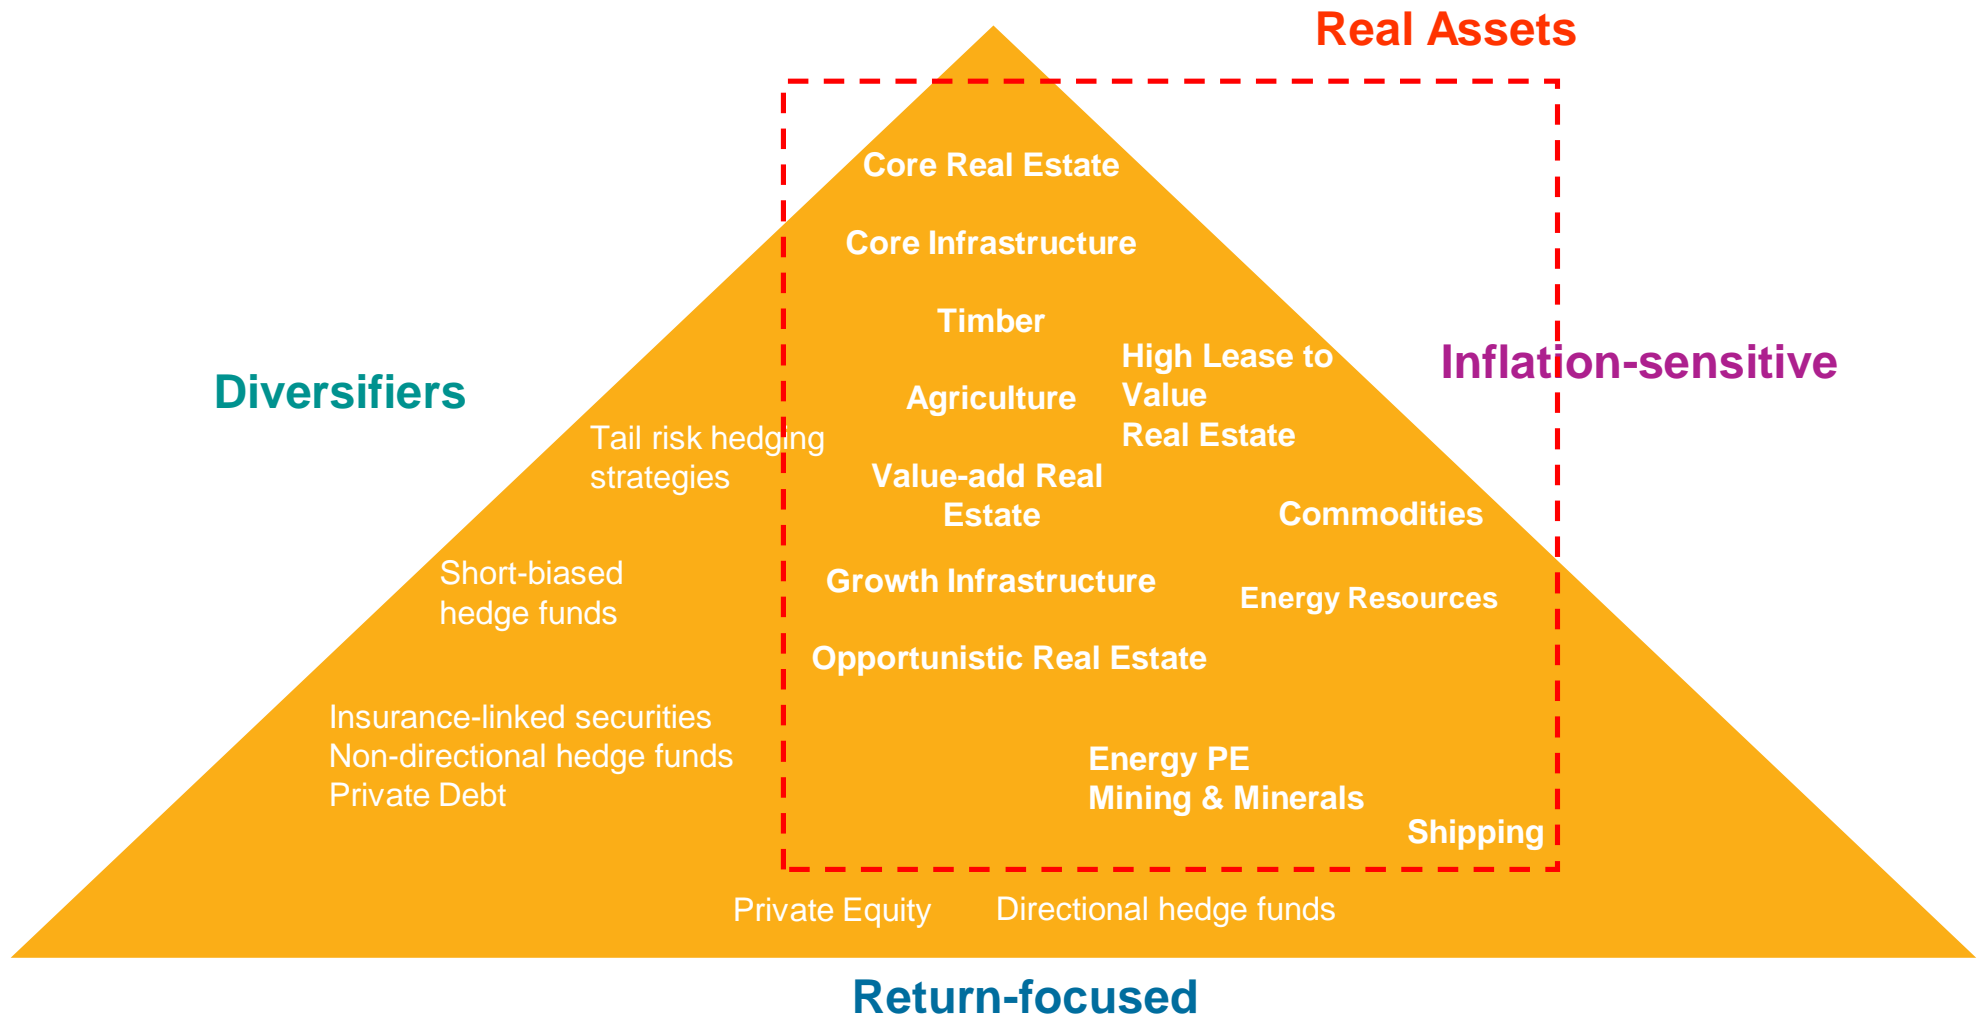 Real Assets
Core Real Estate
Core Infrastructure
Timber
High Lease to
Value
Real Estate
Inflation-sensitive
Diversifiers
Agriculture
Tail risk hedging
strategies
Value-add Real
Estate
Commodities
Short-biased
hedge funds
Growth Infrastructure
Energy Resources
Opportunistic Real Estate
Insurance-linked securities
Non-directional hedge funds
Private Debt
Energy PE
Mining & Minerals
Shipping
Private Equity
Directional hedge funds
Return-focused